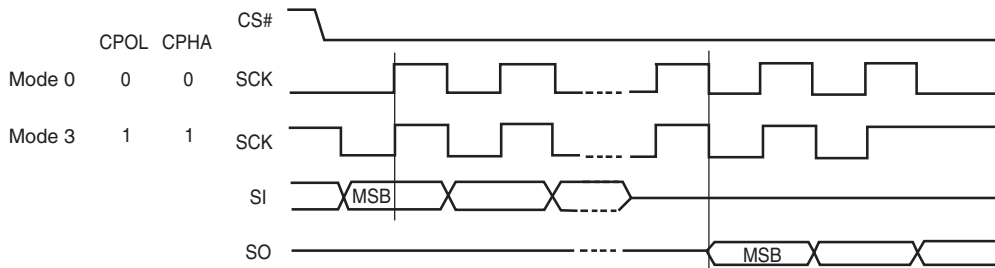 CS#
CPOL CPHA
Mode 0 0 0 SCK
Mode 3 1 1 SCK
SI MSB
SO MSB